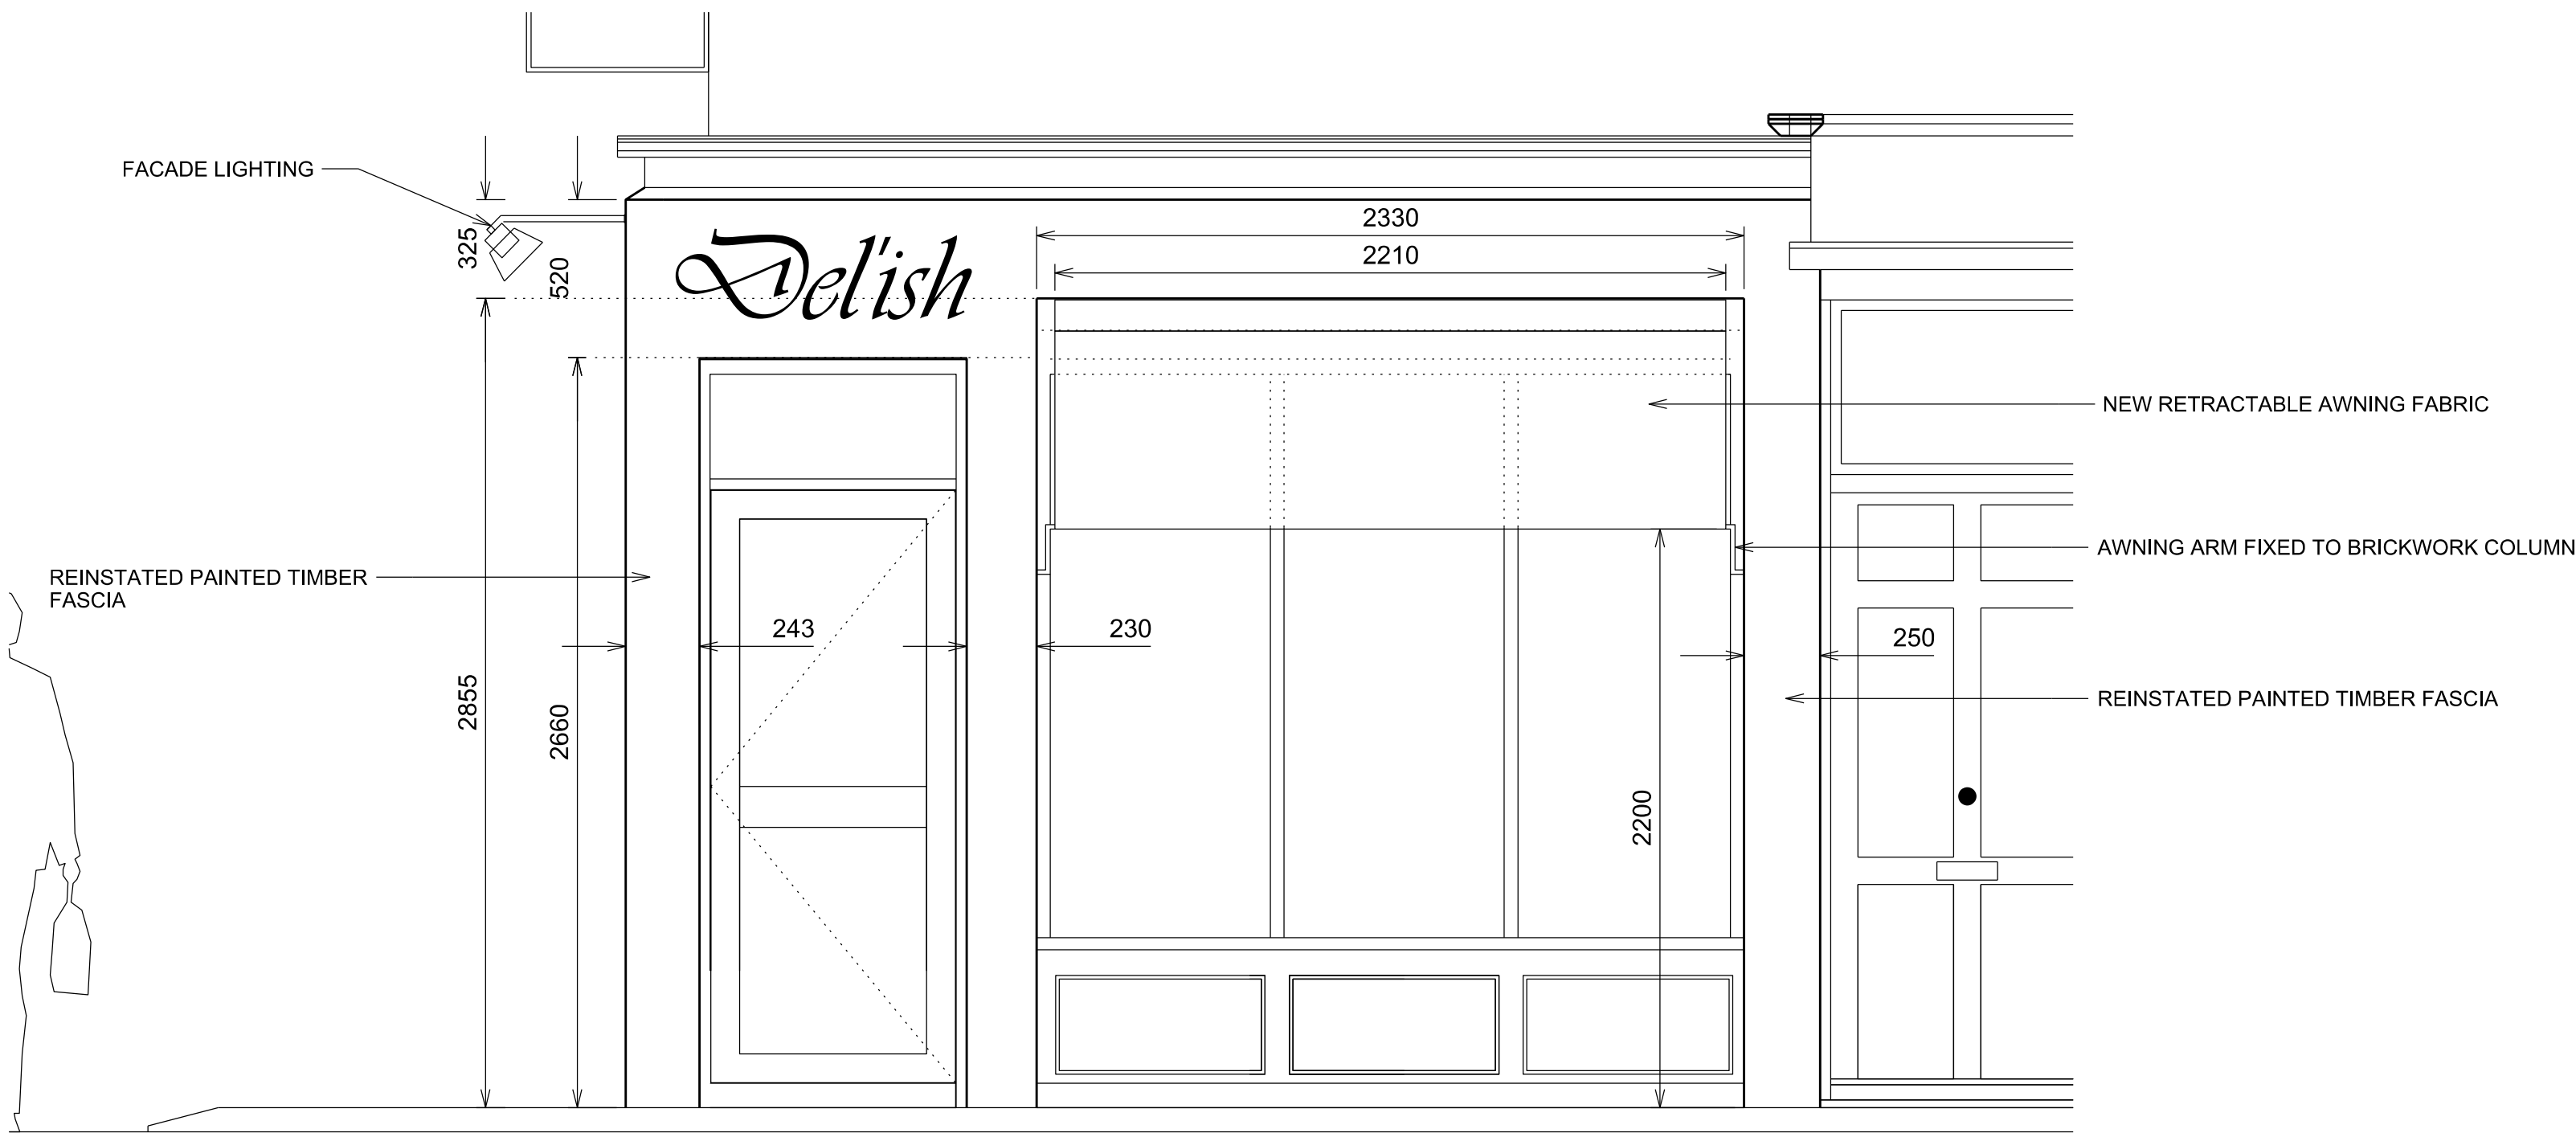 FACADE LIGHTING
325
520
Del'ish
2330
2210
NEW RETRACTABLE AWNING FABRIC
AWNING ARM FIXED TO BRICKWORK COLUMN
REINSTATED PAINTED TIMBER
FASCIA
243
230
250
2855
2660
REINSTATED PAINTED TIMBER FASCIA
2200